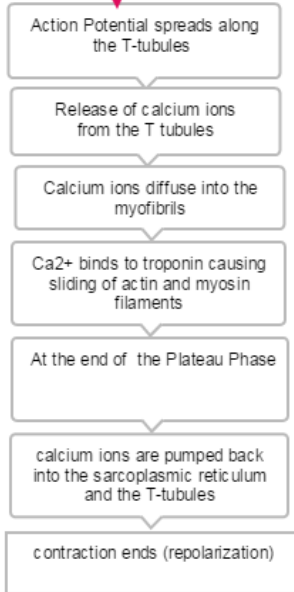 Action Potential spreads along
the T-tubules
Release of calcium ions
from the T tubules
Calcium ions diffuse into the
myofibrils
Ca2+ binds to troponin causing
sliding of actin and myosin
filaments
At the end of the Plateau Phase
calcium ions are pumped back
into the sarcoplasmic reticulum
and the T-tubules
contraction ends (repolarization)